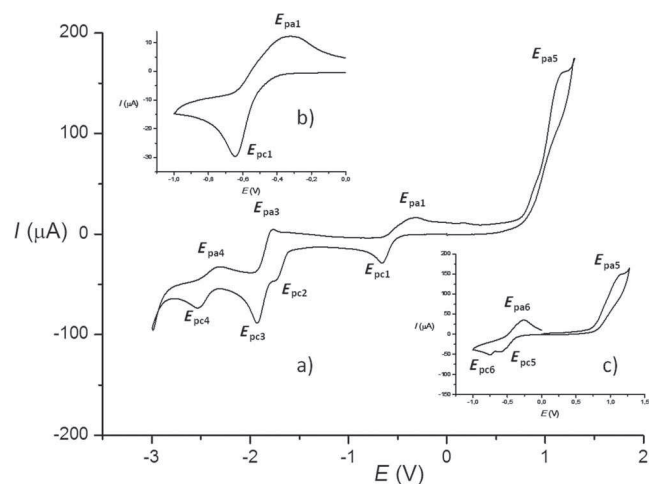 200
100
0
-100
-200
I (μA)
-3
-2
-1
0
1
2
E (V)
a)
Epa1
Epa3
Epa4
Epa5
Epc1
Epc2
Epc3
Epc4
10
0
-10
-20
-30
I (μA)
-1,0
-0,8
-0,6
-0,4
-0,2
0,0
E (V)
b)
Epa1
Epc1
150
100
50
0
-50
-100
-150
I (μA)
-1,0
-0,5
0,0
0,5
1,0
1,5
E (V)
c)
Epa5
Epa6
Epc6
Epc5